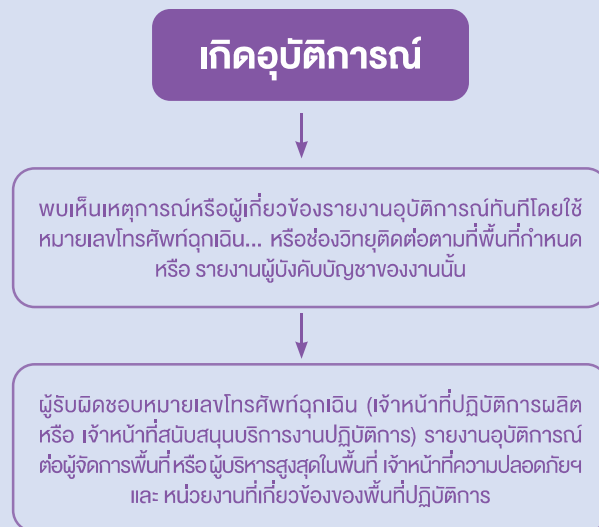 เกิดอุบัติการณ์
พบเห็นเหตุการณ์หรือผู้เกี่ยวข้องรายงานอุบัติการณ์ทันทีโดยใช้
หมายเลขโทรศัพท์ฉุกเฉิน... หรือช่องวิทยุติดต่อตามที่พื้นที่กำหนด
หรือ รายงานผู้บังคับบัญชาของงานนั้น
ผู้รับผิดชอบหมายเลขโทรศัพท์ฉุกเฉิน (เจ้าหน้าที่ปฏิบัติการผลิต
หรือ เจ้าหน้าที่สนับสนุนบริการงานปฏิบัติการ) รายงานอุบัติการณ์
ต่อผู้จัดการพื้นที่ หรือ ผู้บริหารสูงสุดในพื้นที่ เจ้าหน้าที่ความปลอดภัยฯ
และ หน่วยงานที่เกี่ยวข้องของพื้นที่ปฏิบัติการ